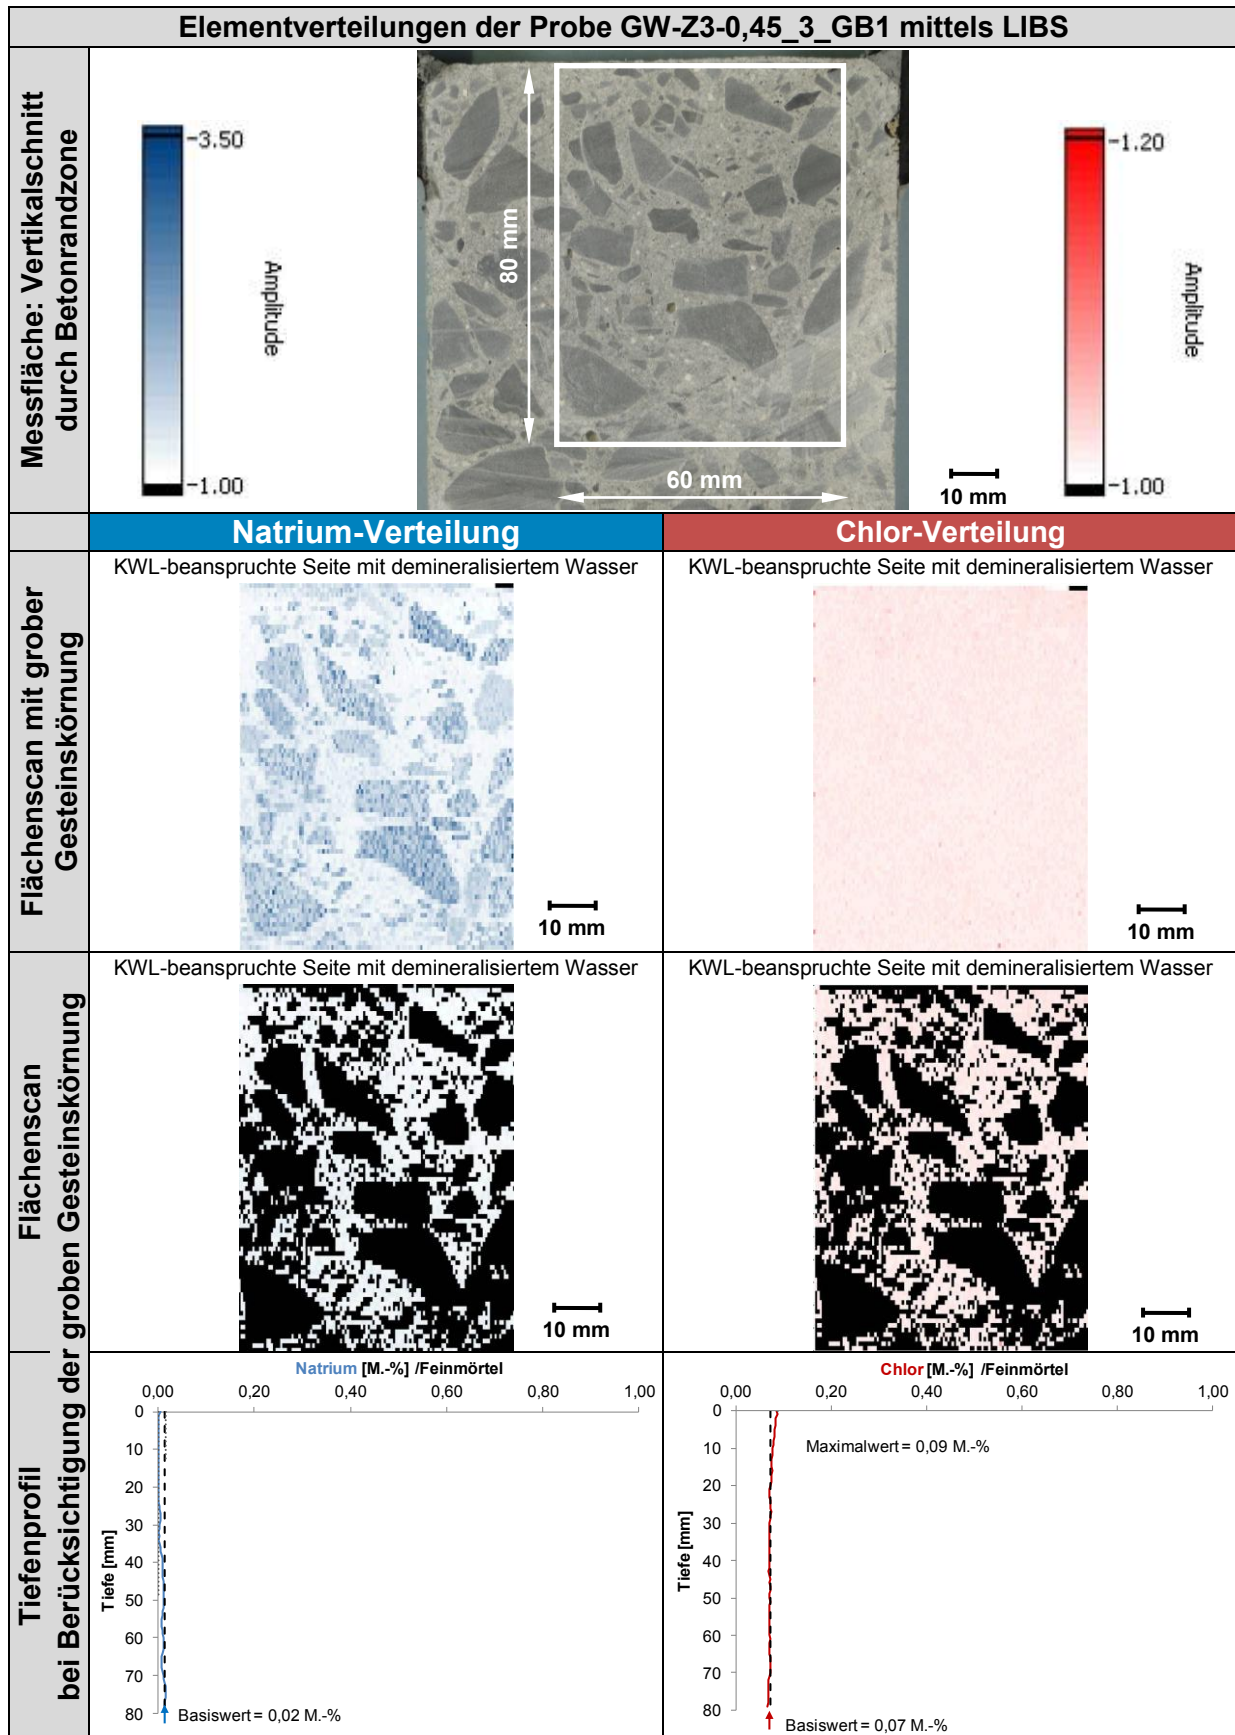 Elementverteilungen der Probe GW-Z3-0,45_3_GB1 mittels LIBS
Messfläche: Vertikalschnitt
durch Betonrandzone
3.50
Amplitude
1.00
80 mm
60 mm
10 mm
1.20
Amplitude
1.00
Natrium-Verteilung
Chlor-Verteilung
Flächenscan mit grober
Gesteinskörnung
KWL-beanspruchte Seite mit demineralisiertem Wasser
10 mm
KWL-beanspruchte Seite mit demineralisiertem Wasser
10 mm
Flächenscan
KWL-beanspruchte Seite mit demineralisiertem Wasser
10 mm
KWL-beanspruchte Seite mit demineralisiertem Wasser
10 mm
Tiefenprofil
bei Berücksichtigung der groben Gesteinskörnung
Natrium [M.-%] /Feinmörtel
0,00 0,20 0,40 0,60 0,80 1,00
0
10
20
30
40
50
60
70
80
Tiefe [mm]
Basiswert = 0,02 M.-%
Chlor [M.-%] /Feinmörtel
0,00 0,20 0,40 0,60 0,80 1,00
0
10
20
30
40
50
60
70
80
Tiefe [mm]
Maximalwert = 0,09 M.-%
Basiswert = 0,07 M.-%